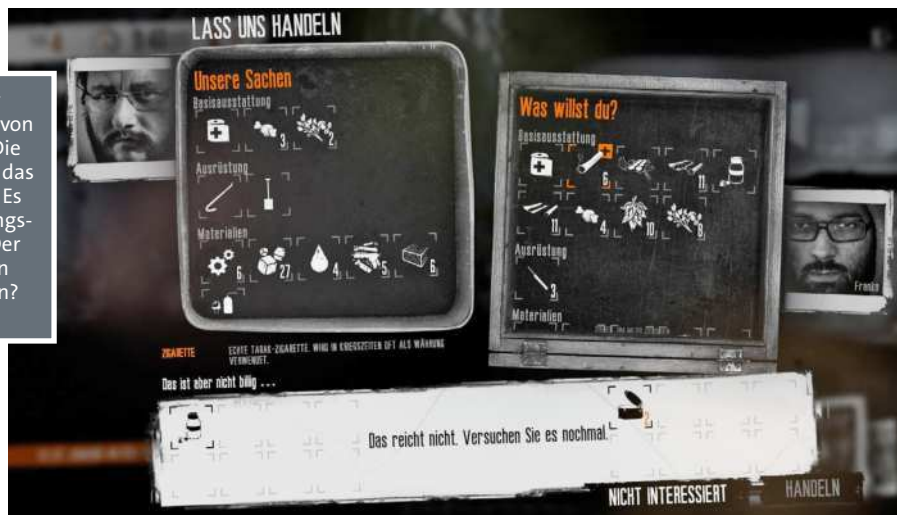 LASS UNS HANDELN
von
Die
das
Es
ngs-
Der
n
n?
Unsere Sachen
Basisausstattung
3
2
Ausrüstung
Materialien
6
27
4
5
6
Was willst du?
Basisausstattung
6
11
11
4
10
8
Ausrüstung
3
Materialien
Franko
ZIGARETTE
ECHTE TABAK-ZIGARETTE. WIRD IN KRIEGSZEITEN OFT ALS WÄHRUNG
VERWENDET.
Das ist aber nicht billig ...
2
Das reicht nicht. Versuchen Sie es nochmal.
NICHT INTERESSIERT
HANDELN